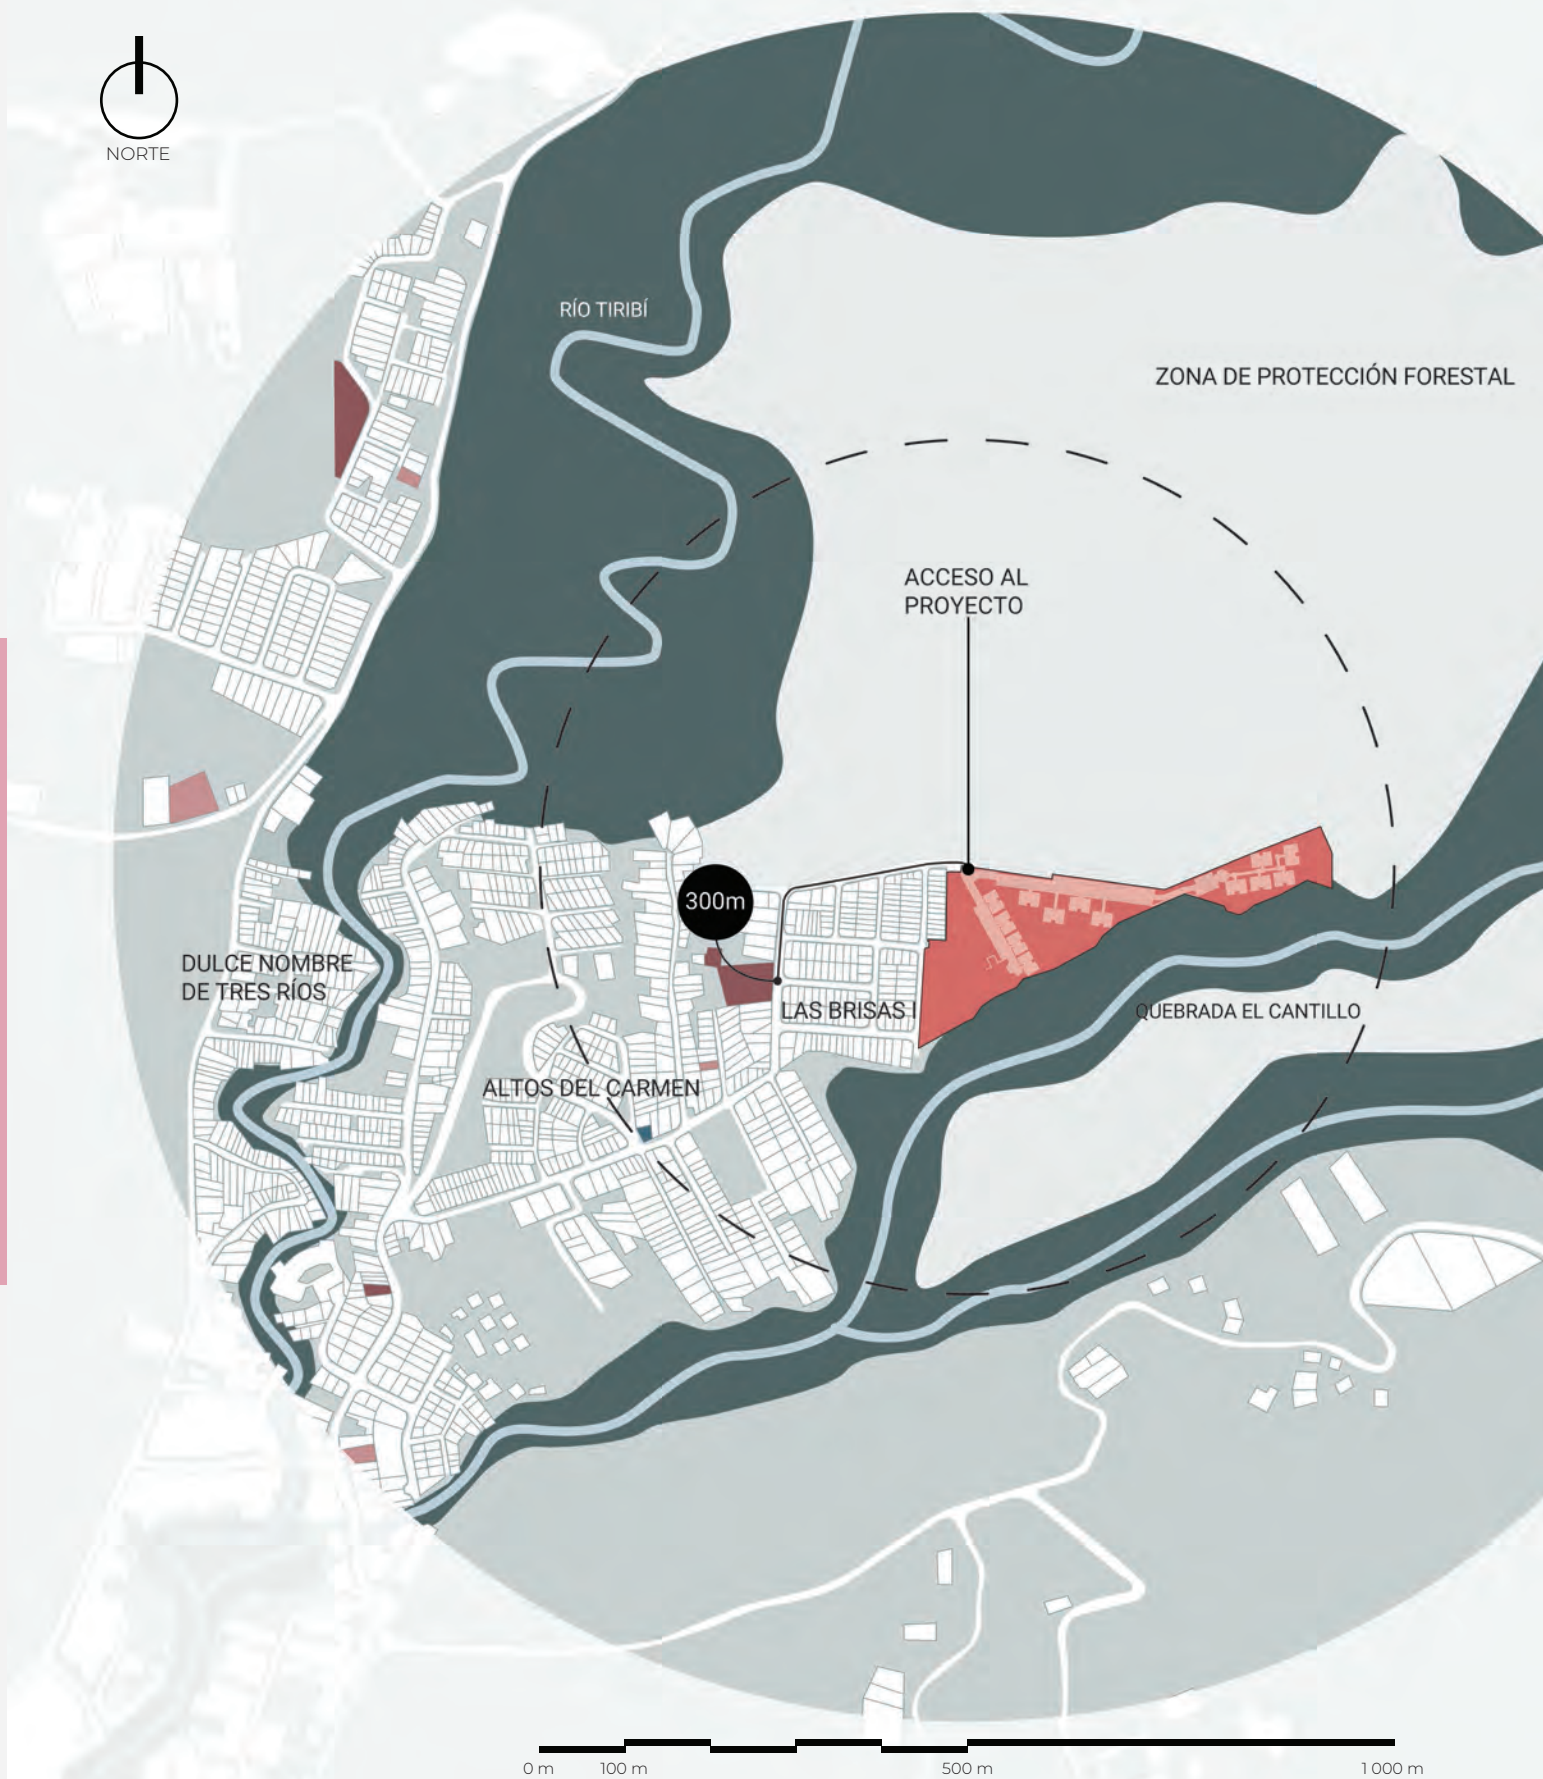 NORTE
RÍO TIRIBÍ
ZONA DE PROTECCIÓN FORESTAL
ACCESO AL
PROYECTO
300m
DULCE NOMBRE
DE TRES RÍOS
LAS BRISAS I
QUEBRADA EL CANTILLO
ALTOS DEL CARMEN
0 m 100 m 500 m 1 000 m